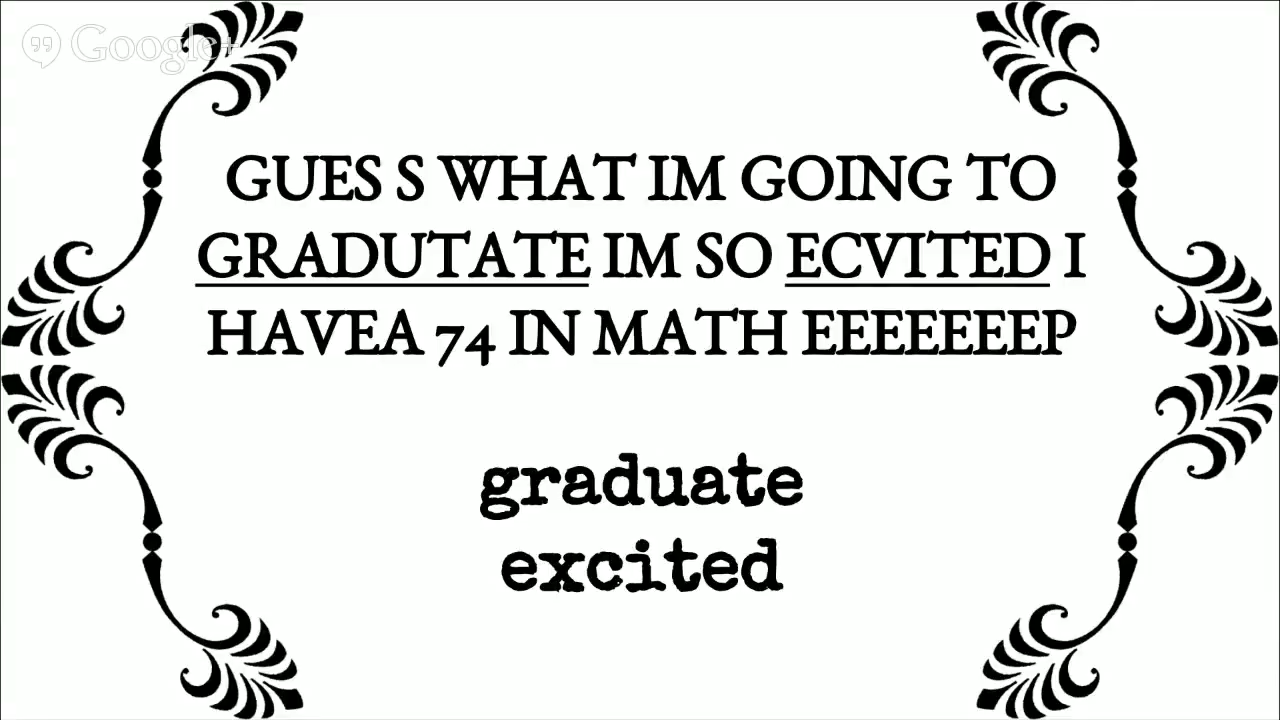 Google+
GUES S WHAT IM GOING TO
GRADUTATE IM SO ECVITED I
HAVEA 74 IN MATH EEEEEEEP
graduate
excited